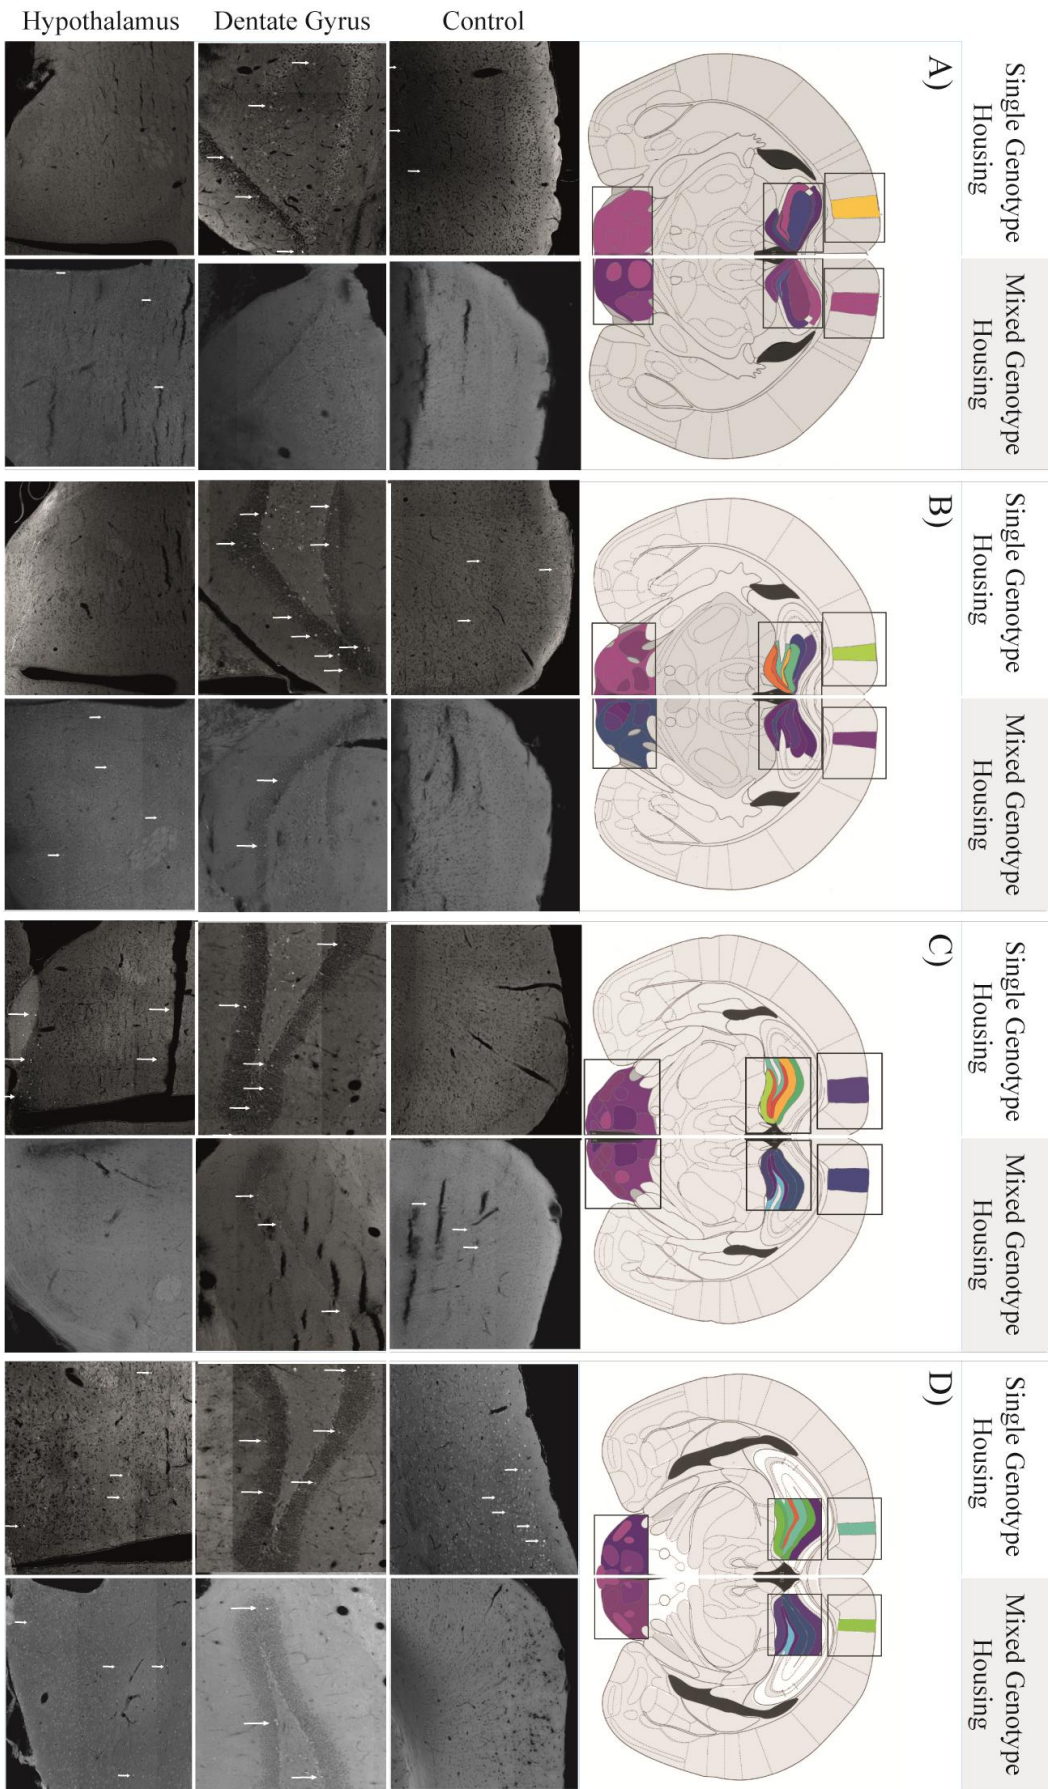 Single Genotype
Housing
Mixed Genotype
Housing
Single Genotype
Housing
Mixed Genotype
Housing
Single Genotype
Housing
Mixed Genotype
Housing
Single Genotype
Housing
Mixed Genotype
Housing
A)
B)
C)
D)
Control
Dentate Gyrus
Hypothalamus